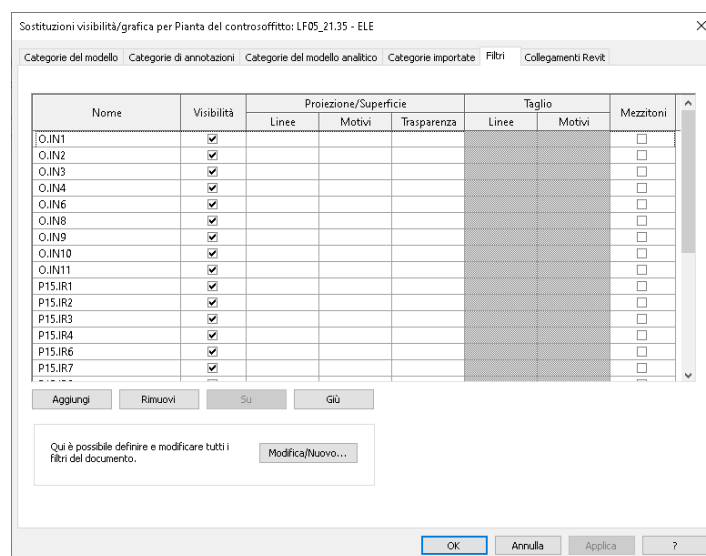 Sostituzioni visibilità/grafica per Pianta del controsoffitto: LF05_21.35 - ELE
Categorie del modello Categorie di annotazioni Categorie del modello analitico Categorie importate Filtri Collegamenti Revit
Nome Visibilità Proiezione/Superficie Taglio Mezzitoni
Linee Motivi Trasparenza Linee Motivi
O.IN1
O.IN2
O.IN3
O.IN4
O.IN6
O.IN8
O.IN9
O.IN10
O.IN11
P15.IR1
P15.IR2
P15.IR3
P15.IR4
P15.IR6
P15.IR7
Aggiungi Rimuovi Su Giù
Qui è possibile definire e modificare tutti i
filtri del documento.
Modifica/Nuovo...
OK Annulla Applica ?